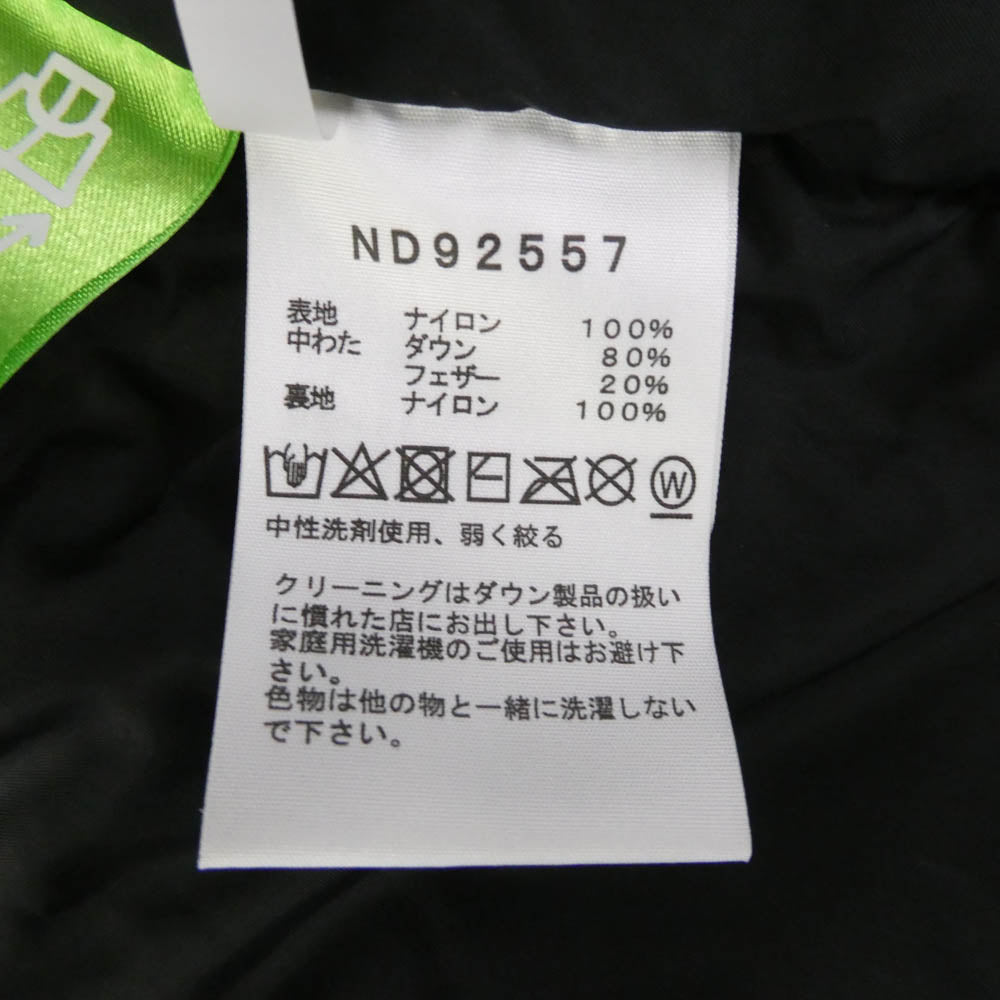 ND92557
表地 ナイロン 100%
中わた ダウン 80%
フェザー 20%
裏地 ナイロン 100%
W
中性洗剤使用、弱く絞る
クリーニングはダウン製品の扱い
に慣れた店にお出し下さい。
家庭用洗濯機のご使用はお避け下
さい。
色物は他の物と一緒に洗濯しない
で下さい。